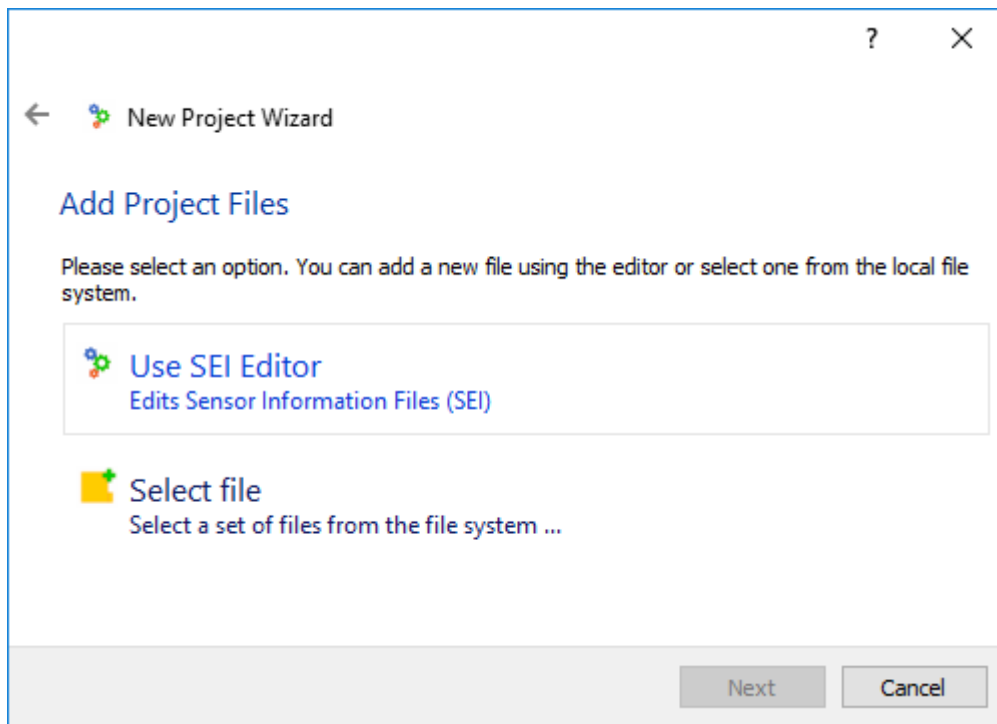 ?
New Project Wizard
Add Project Files
Please select an option. You can add a new file using the editor or select one from the local file
system.
Use SEI Editor
Edits Sensor Information Files (SEI)
Select file
Select a set of files from the file system ...
Next
Cancel